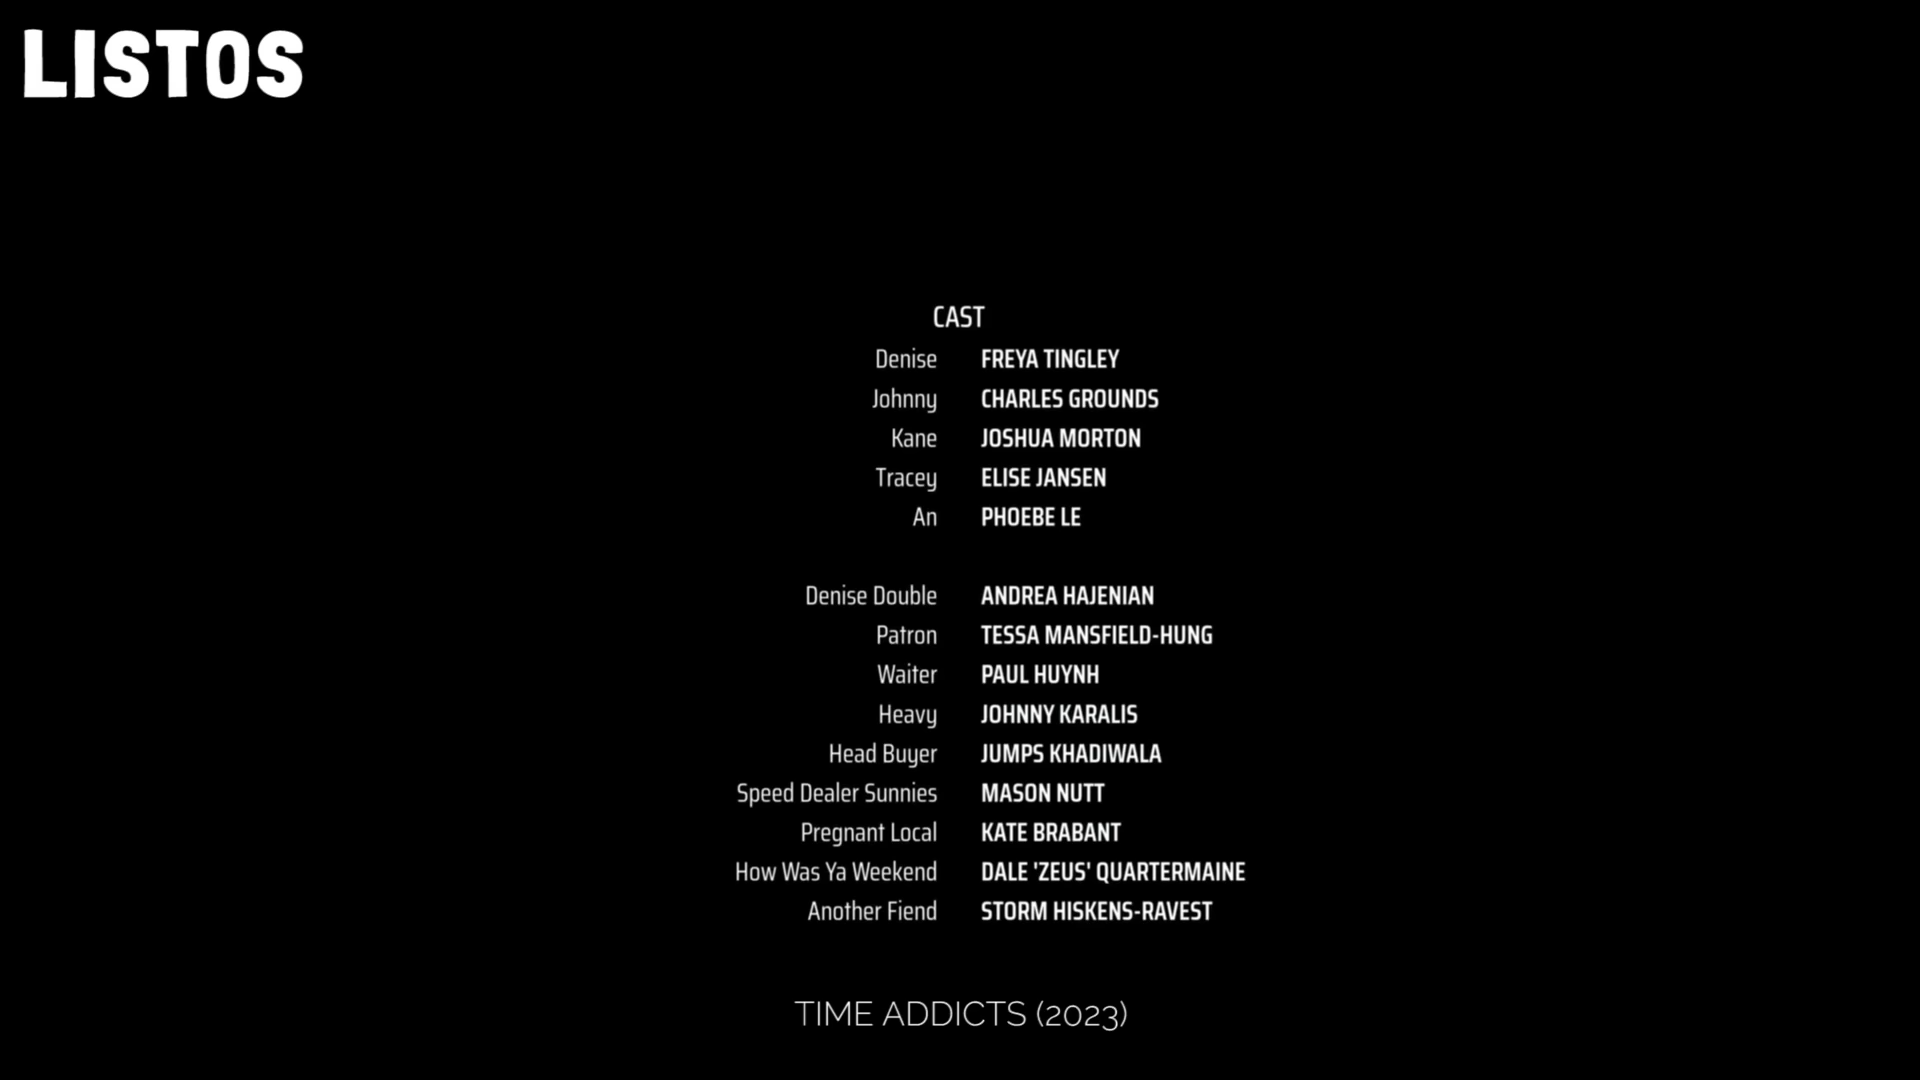 LISTOS
CAST
Denise FREYA TINGLEY
Johnny CHARLES GROUNDS
Kane JOSHUA MORTON
Tracey ELISE JANSEN
An PHOEBE LE
Denise Double ANDREA HAJENIAN
Patron TESSA MANSFIELD-HUNG
Waiter PAUL HUYNH
Heavy JOHNNY KARALIS
Head Buyer JUMPS KHADIWALA
Speed Dealer Sunnies MASON NUTT
Pregnant Local KATE BRABANT
How Was Ya Weekend DALE 'ZEUS' QUARTERMAINE
Another Fiend STORM HISKENS-RAVEST
TIME ADDICTS (2023)